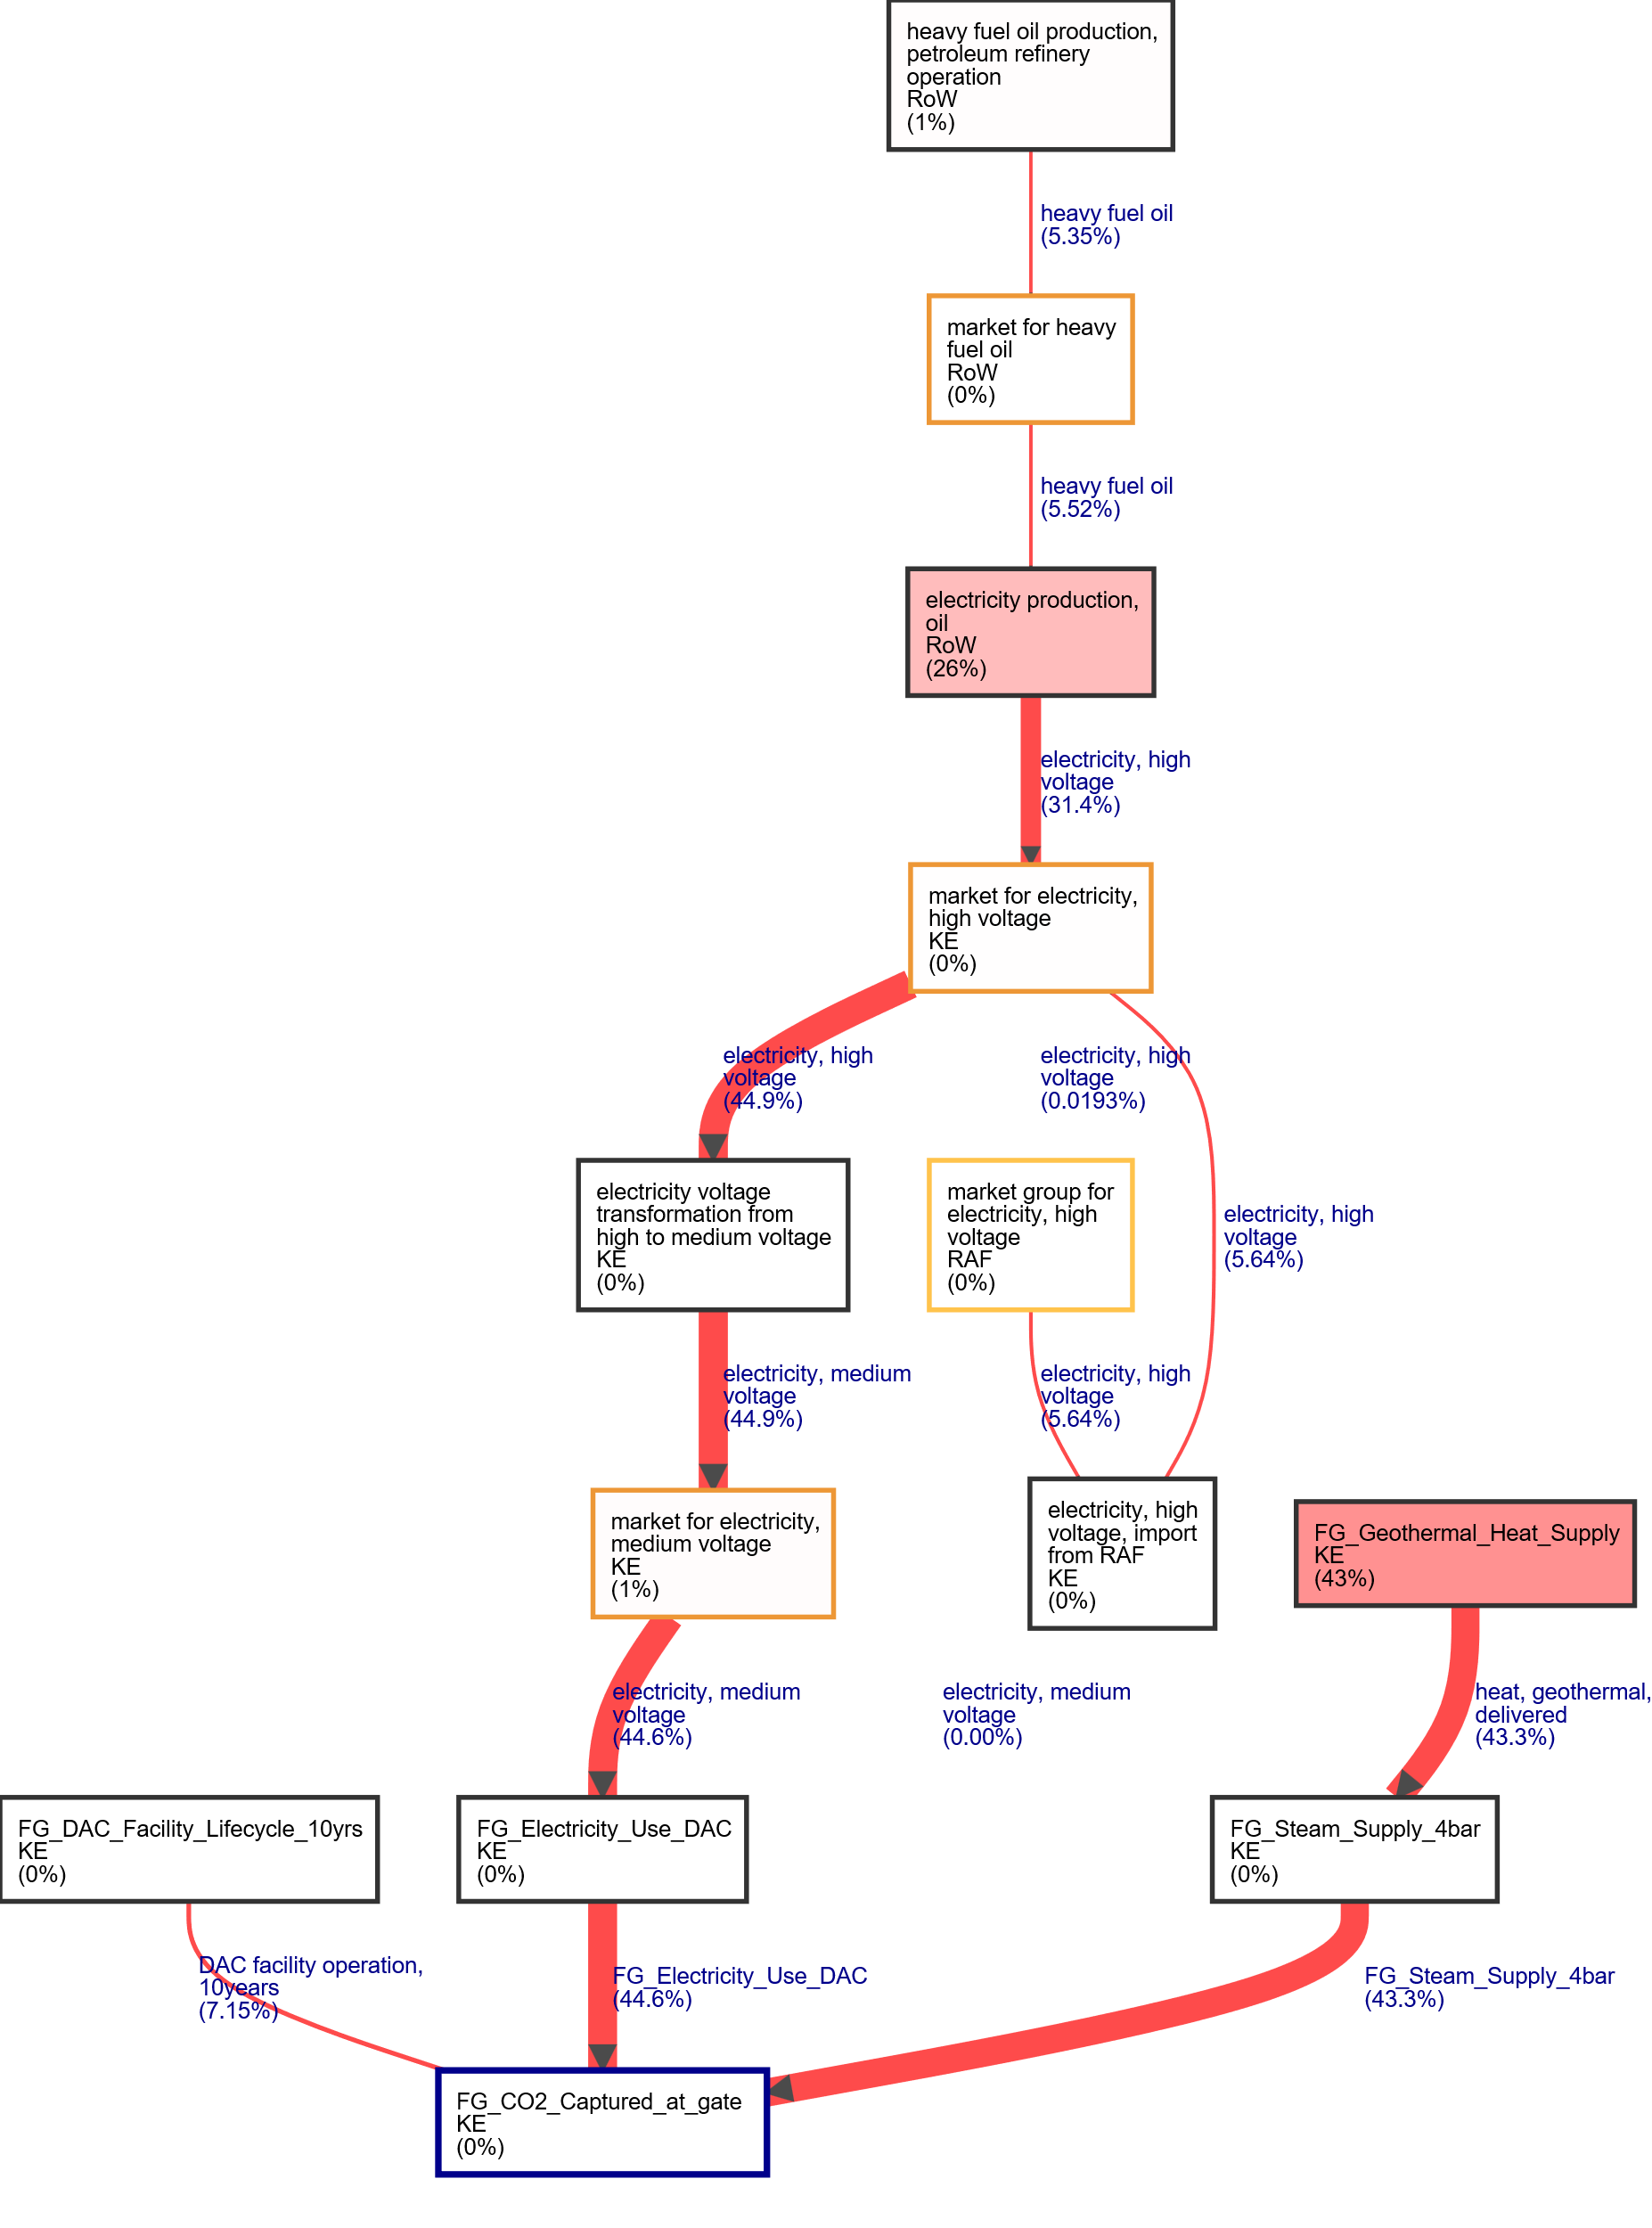 heavy fuel oil production,
petroleum refinery
operation
RoW
(1%)
heavy fuel oil
(5.35%)
market for heavy
fuel oil
RoW
(0%)
heavy fuel oil
(5.52%)
electricity production,
oil
RoW
(26%)
electricity, high
voltage
(31.4%)
market for electricity,
high voltage
KE
(0%)
electricity, high
voltage
(44.9%)
electricity, high
voltage
(0.0193%)
electricity voltage
transformation from
high to medium voltage
KE
(0%)
market group for
electricity, high
voltage
RAF
(0%)
electricity, high
voltage
(5.64%)
electricity, medium
voltage
(44.9%)
electricity, high
voltage
(5.64%)
market for electricity,
medium voltage
KE
(1%)
electricity, high
voltage, import
from RAF
KE
(0%)
FG_Geothermal_Heat_Supply
KE
(43%)
electricity, medium
voltage
(44.6%)
electricity, medium
voltage
(0.00%)
heat, geothermal,
delivered
(43.3%)
FG_DAC_Facility_Lifecycle_10yrs
KE
(0%)
FG_Electricity_Use_DAC
KE
(0%)
FG_Steam_Supply_4bar
KE
(0%)
DAC facility operation,
10years
(7.15%)
FG_Electricity_Use_DAC
(44.6%)
FG_Steam_Supply_4bar
(43.3%)
FG_CO2_Captured_at_gate
KE
(0%)